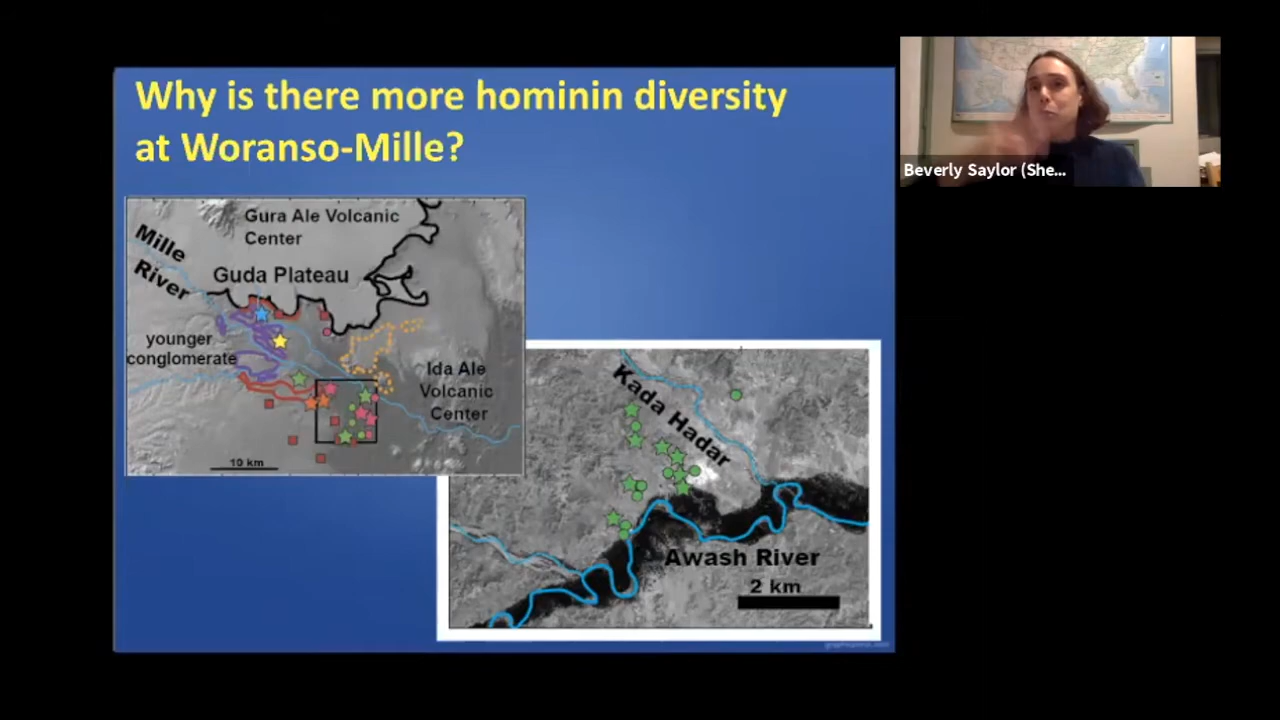 Why is there more hominin diversity
at Woranso-Mille?
Beverly Saylor (She...
Gura Ale Volcanic
Center
Mille
River
Guda Plateau
younger
conglomerate
Ida Ale
Volcanic
Center
10 km
Kada Hadar
Awash River
2 km